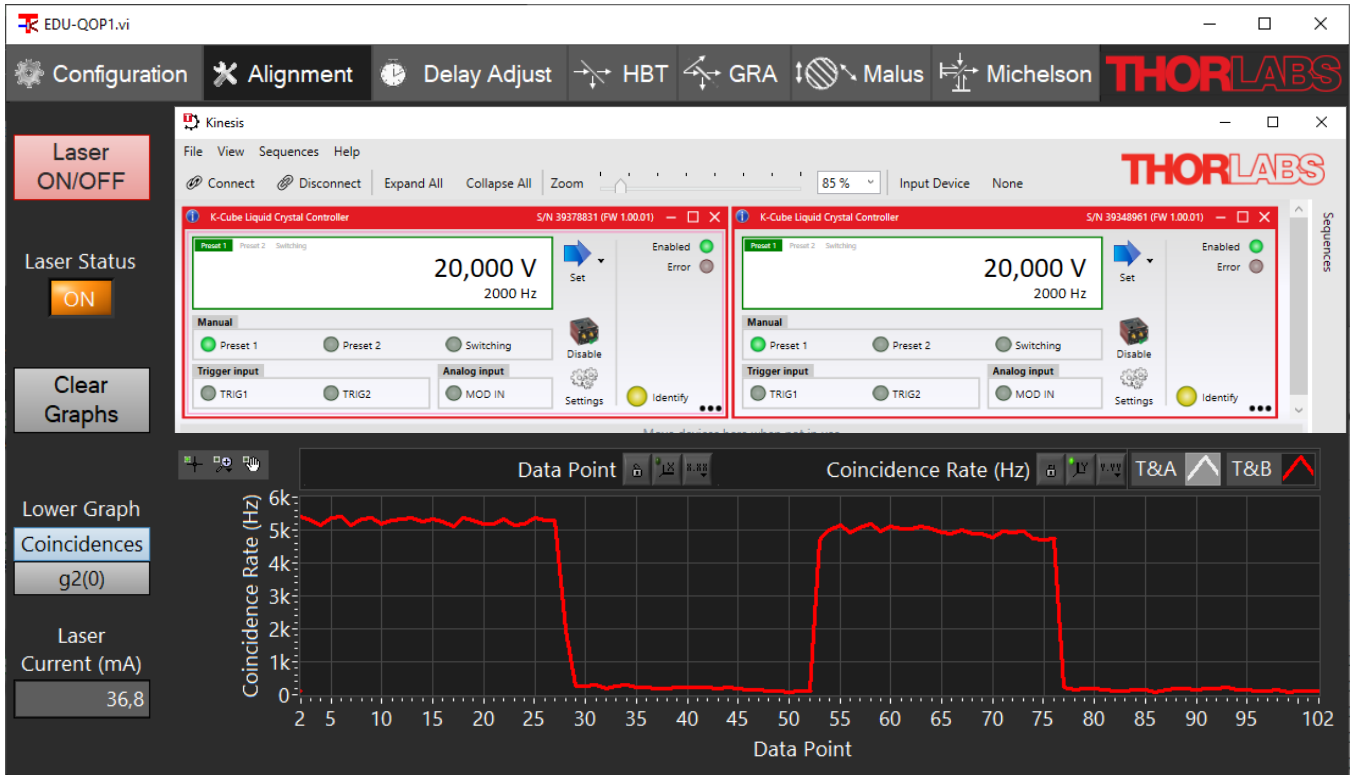 EDU-QOP1.vi
Configuration Alignment Delay Adjust HBT GRA Malus Michelson THORLABS
Laser
ON/OFF
Laser Status
ON
Clear
Graphs
Lower Graph
Coincidences
g2(0)
Laser
Current (mA)
36,8
Kinesis
File View Sequences Help
THORLABS
Connect Disconnect Expand All Collapse All Zoom 85 % Input Device None
Sequences
K-Cube Liquid Crystal Controller S/N 39378831 (FW 1.00.01)
Preset 1 Preset 2 Switching
20,000 V
2000 Hz
Set
Enabled
Error
Manual
Preset 1 Preset 2 Switching
Disable
Trigger input Analog input
TRIG1 TRIG2 MOD IN
Settings
Identify
K-Cube Liquid Crystal Controller S/N 39348961 (FW 1.00.01)
Preset 1 Preset 2 Switching
20,000 V
2000 Hz
Set
Enabled
Error
Manual
Preset 1 Preset 2 Switching
Disable
Trigger input Analog input
TRIG1 TRIG2 MOD IN
Settings
Identify
Move devices here when not in use
Data Point Coincidence Rate (Hz) T&A T&B
Coincidence Rate (Hz)
6k
5k
4k
3k
2k
1k
0
2 5 10 15 20 25 30 35 40 45 50 55 60 65 70 75 80 85 90 95 102
Data Point